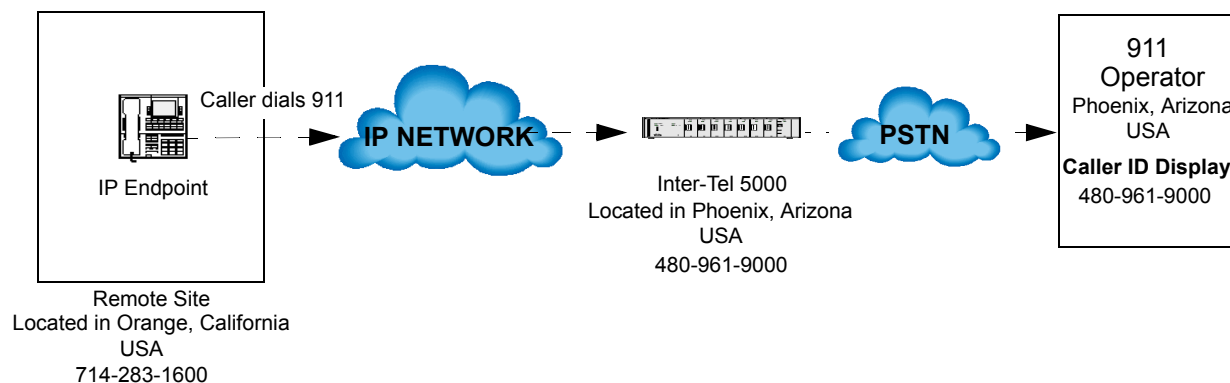 Caller dials 911
IP Endpoint
Remote Site
Located in Orange, California
USA
714-283-1600
IP NETWORK
Inter-Tel 5000
Located in Phoenix, Arizona
USA
480-961-9000
PSTN
911
Operator
Phoenix, Arizona
USA
Caller ID Display
480-961-9000